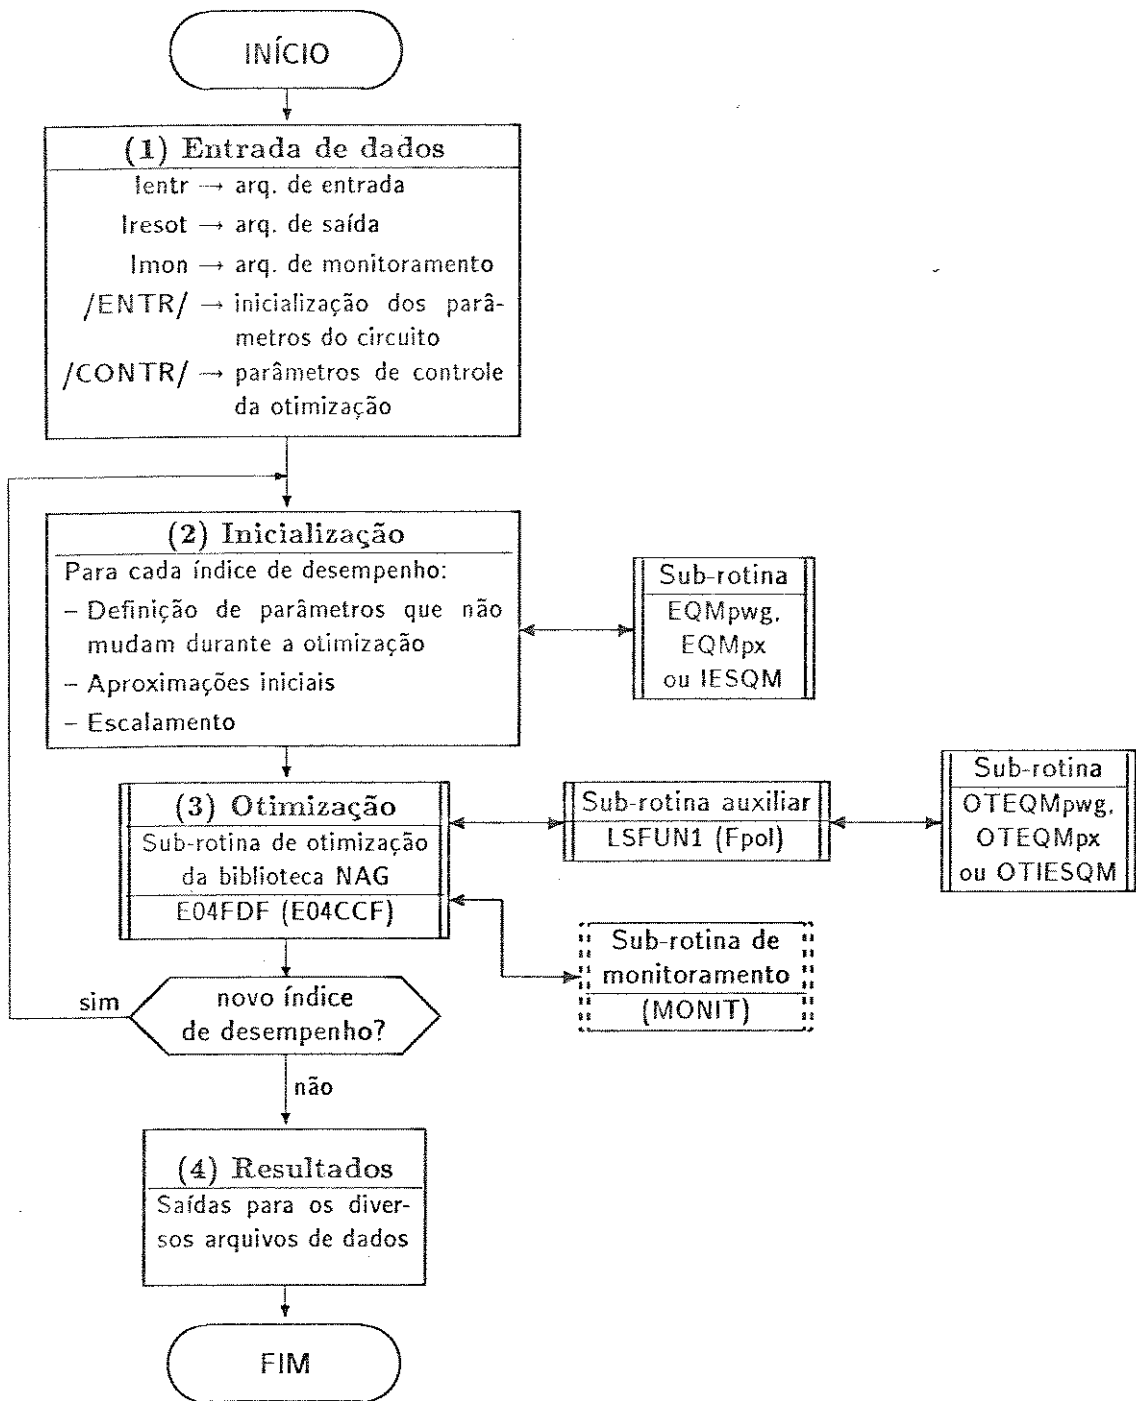 INÍCIO
(1) Entrada de dados
Ientr → arq. de entrada
Iresot → arq. de saída
Imon → arq. de monitoramento
/ENTR/ → inicialização dos parâ-
metros do circuito
/CONTR/ → parâmetros de controle
da otimização
(2) Inicialização
Para cada índice de desempenho:
– Definição de parâmetros que não
mudam durante a otimização
– Aproximações iniciais
– Escalamento
Sub-rotina
EQMpwg,
EQMpx
ou IESQM
(3) Otimização
Sub-rotina de otimização
da biblioteca NAG
E04FDF (E04CCF)
Sub-rotina auxiliar
LSFUN1 (Fpol)
Sub-rotina
OTEQMpwg,
OTEQMpx
ou OTIESQM
Sub-rotina de
monitoramento
(MONIT)
sim
novo índice
de desempenho?
não
(4) Resultados
Saídas para os diver-
sos arquivos de dados
FIM